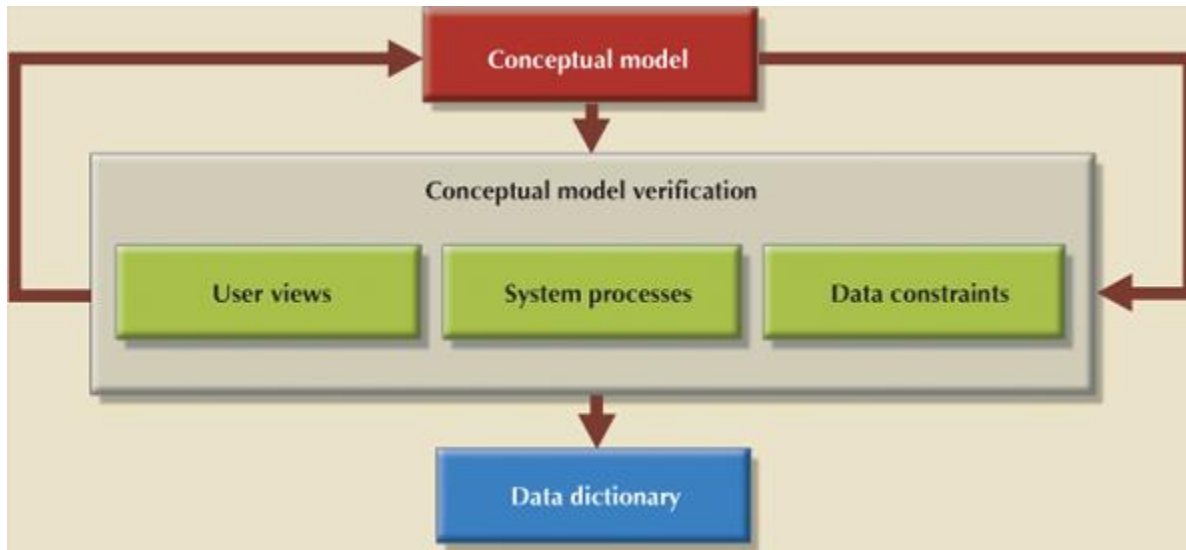 Conceptual model
Conceptual model verification
User views
System processes
Data constraints
Data dictionary